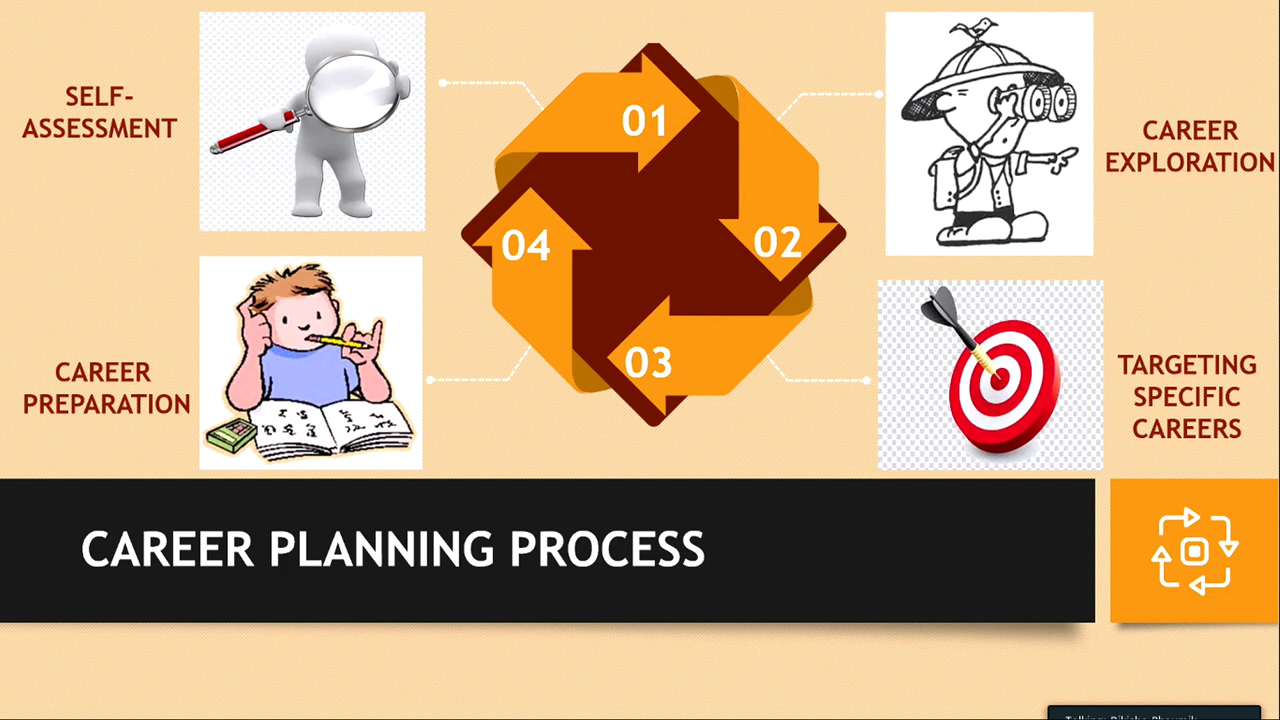 SELF-
ASSESSMENT
01
CAREER
EXPLORATION
02
TARGETING
SPECIFIC
CAREERS
03
CAREER
PREPARATION
04
CAREER PLANNING PROCESS